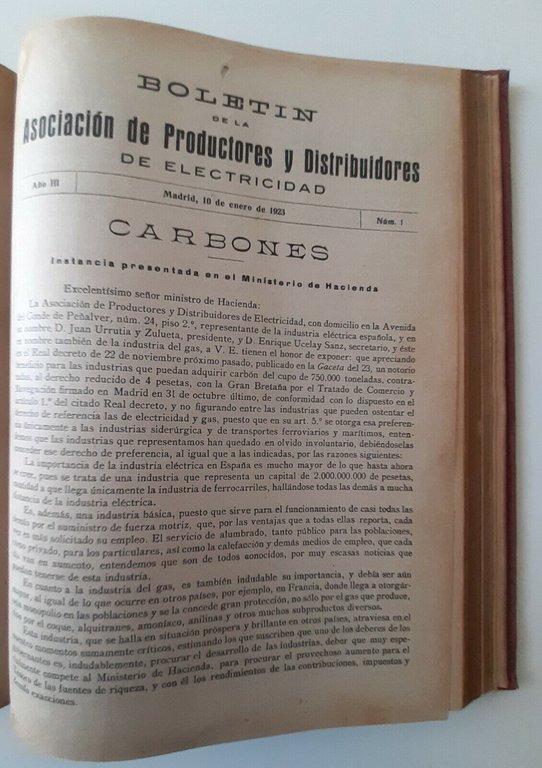 BOLETIN
DE LA
Asociación de Productores y Distribuidores
DE ELECTRICIDAD
Año III
Madrid, 10 de enero de 1923
Núm. 1
CARBONES
Instancia presentada en el Ministerio de Hacienda
Excelentísimo señor ministro de Hacienda:
La Asociación de Productores y Distribuidores de Electricidad, con domicilio en la Avenida
del Conde de Peñalver, núm. 24, piso 2.º, representante de la industria eléctrica española, y en
su nombre D. Juan Urrutia y Zulueta, presidente, y D. Enrique Ucelay Sanz, secretario, y éste
en nombre también de la industria del gas, a V. E. tienen el honor de exponer: que apreciando
en el Real decreto de 22 de noviembre próximo pasado, publicado en la Gaceta del 23, un notorio
beneficio para las industrias que puedan adquirir carbón del cupo de 750.000 toneladas, contra-
tadas, al derecho reducido de 4 pesetas, con la Gran Bretaña por el Tratado de Comercio y
Navegación firmado en Madrid en 31 de octubre último, de conformidad con lo dispuesto en el
artículo 1.º del citado Real decreto, y no figurando entre las industrias que pueden ostentar el
derecho de referencia las de electricidad y gas, puesto que en su art. 5.º se otorga esa preferen-
cia únicamente a las industrias siderúrgica y de transportes ferroviarios y marítimos, enten-
demos que las industrias que representamos han quedado en olvido involuntario, debiéndoselas
conceder ese derecho de preferencia, al igual que a las indicadas, por las razones siguientes:
La importancia de la industria eléctrica en España es mucho mayor de lo que hasta ahora
se cree, pues se trata de una industria que representa un capital de 2.000.000.000 de pesetas,
cantidad a que llega únicamente la industria de ferrocarriles, hallándose todas las demás a mucha
distancia de la industria eléctrica.
Es, además, una industria básica, puesto que sirve para el funcionamiento de casi todas las
demás por el suministro de fuerza motriz, que, por las ventajas que a todas ellas reporta, cada
vez es más solicitado su empleo. El servicio de alumbrado, tanto público para las poblaciones,
como privado, para los particulares, así como la calefacción y demás medios de empleo, que cada
van en aumento, entendemos que son de todos conocidos, por muy escasas noticias que
puedan tenerse de esta industria.
En cuanto a la industria del gas, es también indudable su importancia, y debía ser aún
mayor, al igual de lo que ocurre en otros países, por ejemplo, en Francia, donde llega a otorgár-
monopolio en las poblaciones y se la concede gran protección, no sólo por el gas que produce,
sino por el coque, alquitranes, amoníaco, anilinas y otros muchos subproductos diversos.
Esta industria, que se halla en situación próspera y brillante en otros países, atraviesa en el
momentos sumamente críticos, estimando los que suscriben que uno de los deberes de los
gobernantes es, indudablemente, procurar el desarrollo de las industrias, deber que muy espe-
cialmente compete al Ministerio de Hacienda, para procurar el provechoso aumento para el
de las fuentes de riqueza, y con él los rendimientos de las contribuciones, impuestos y
demás exacciones.